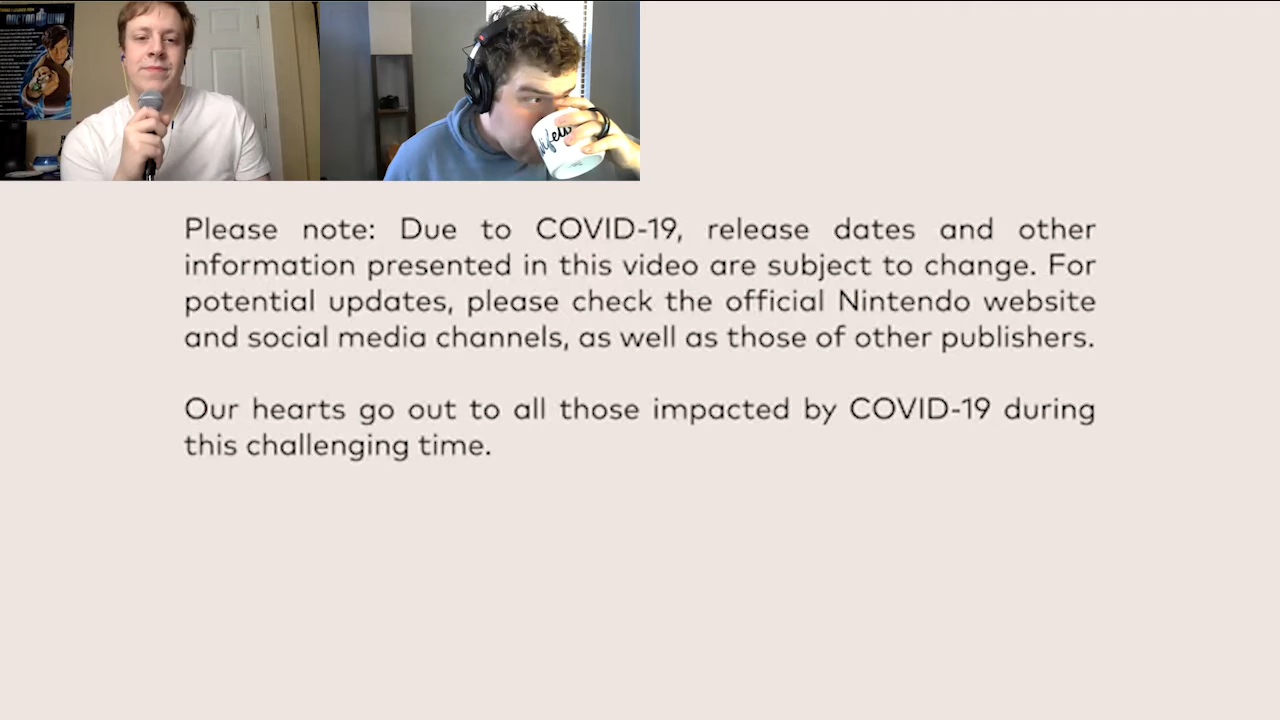 DOCTOR WHO
Please note: Due to COVID-19, release dates and other
information presented in this video are subject to change. For
potential updates, please check the official Nintendo website
and social media channels, as well as those of other publishers.
Our hearts go out to all those impacted by COVID-19 during
this challenging time.